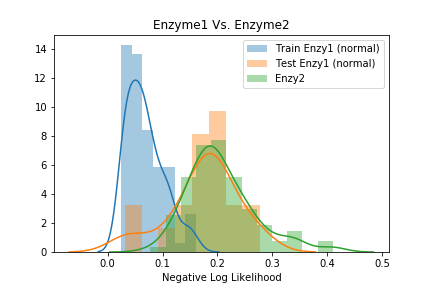 Enzyme1 Vs. Enzyme2
Train Enzy1 (normal)
Test Enzy1 (normal)
Enzy2
14
12
10
8
6
4
2
0
0.0 0.1 0.2 0.3 0.4 0.5
Negative Log Likelihood